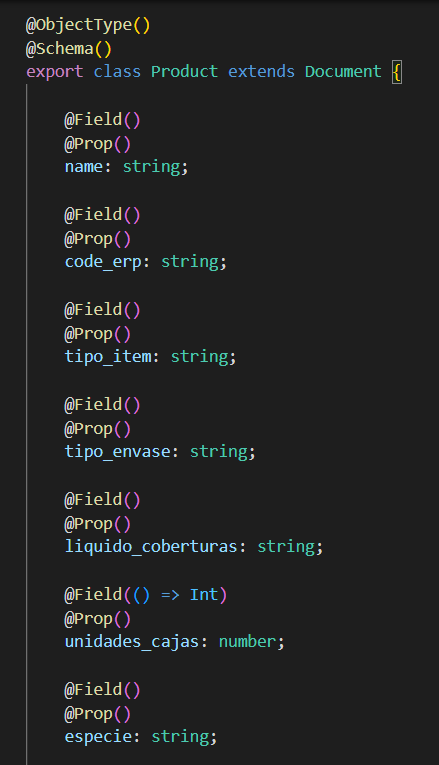 @ObjectType()
@Schema()
export class Product extends Document {
@Field()
@Prop()
name: string;
@Field()
@Prop()
code_erp: string;
@Field()
@Prop()
tipo_item: string;
@Field()
@Prop()
tipo_envase: string;
@Field()
@Prop()
liquido_coberturas: string;
@Field(() => Int)
@Prop()
unidades_cajas: number;
@Field()
@Prop()
especie: string;